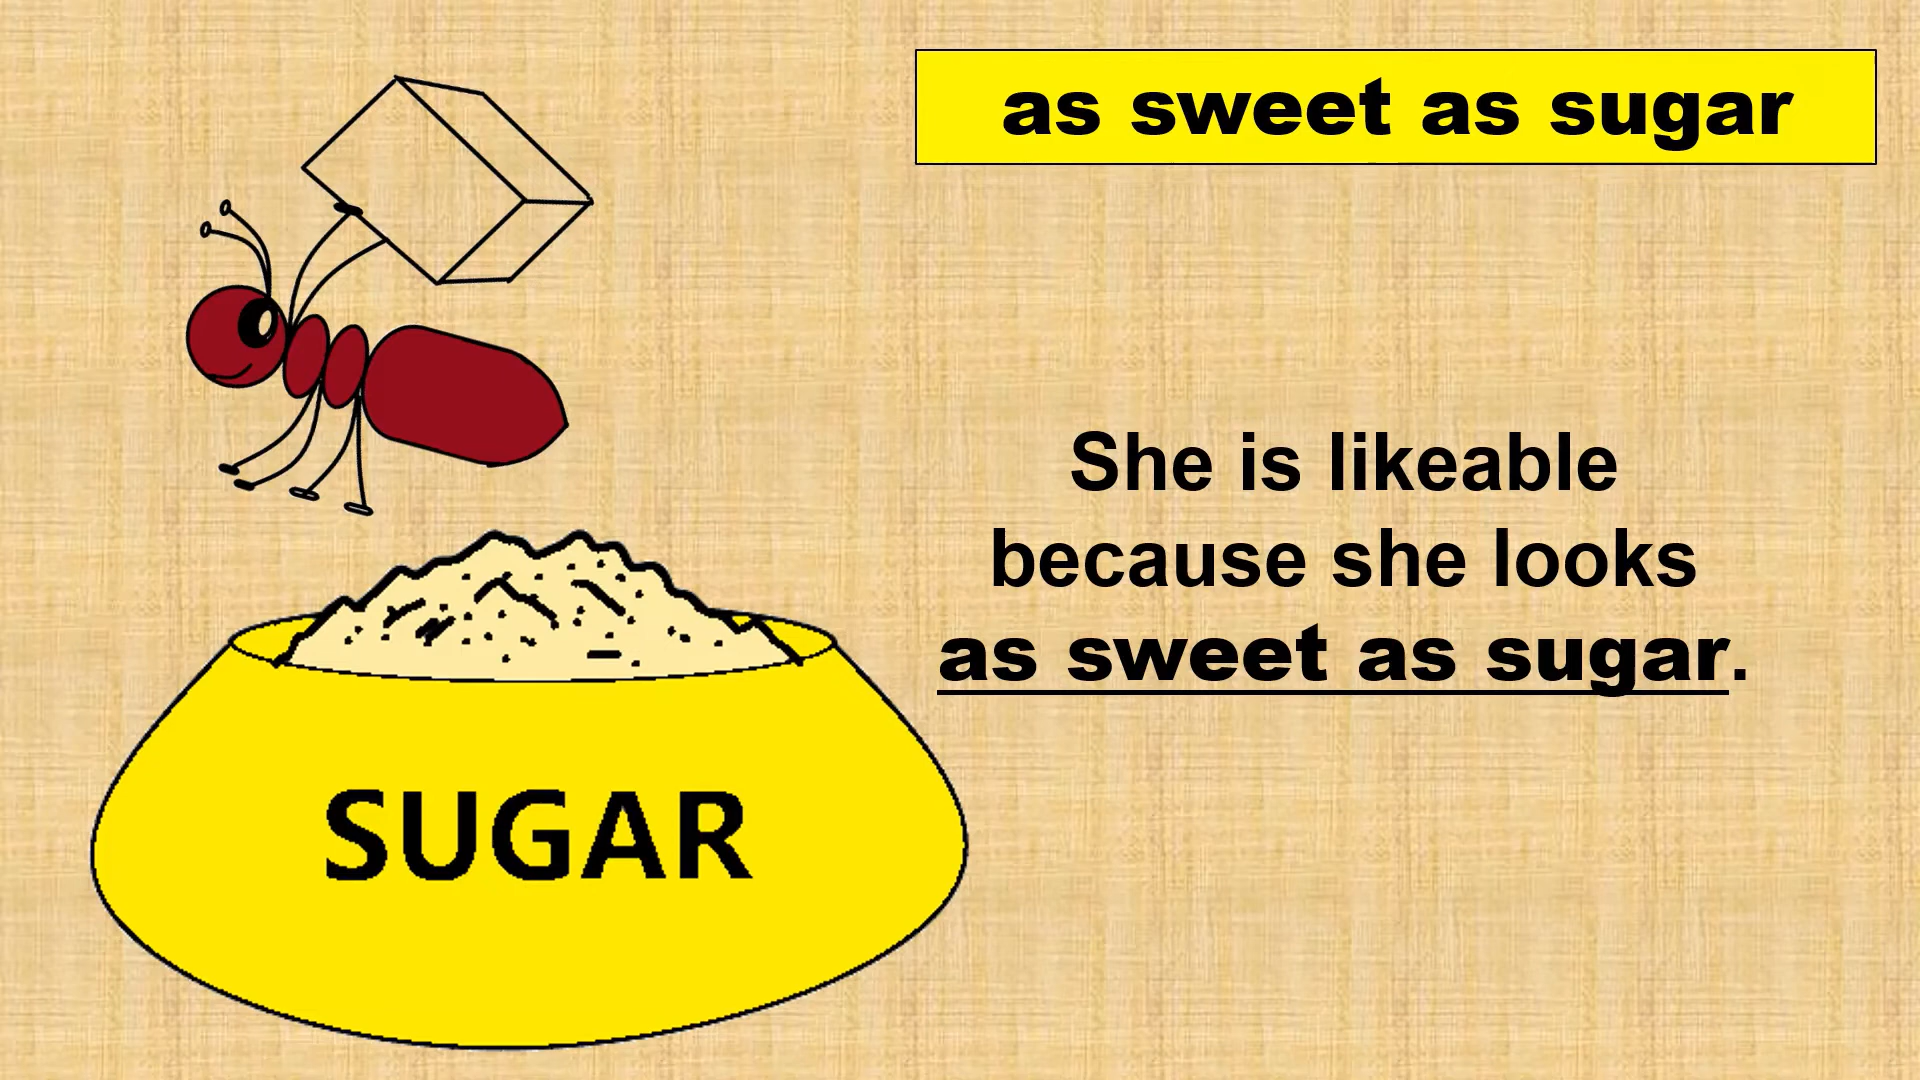 as sweet as sugar
She is likeable
because she looks
as sweet as sugar.
SUGAR